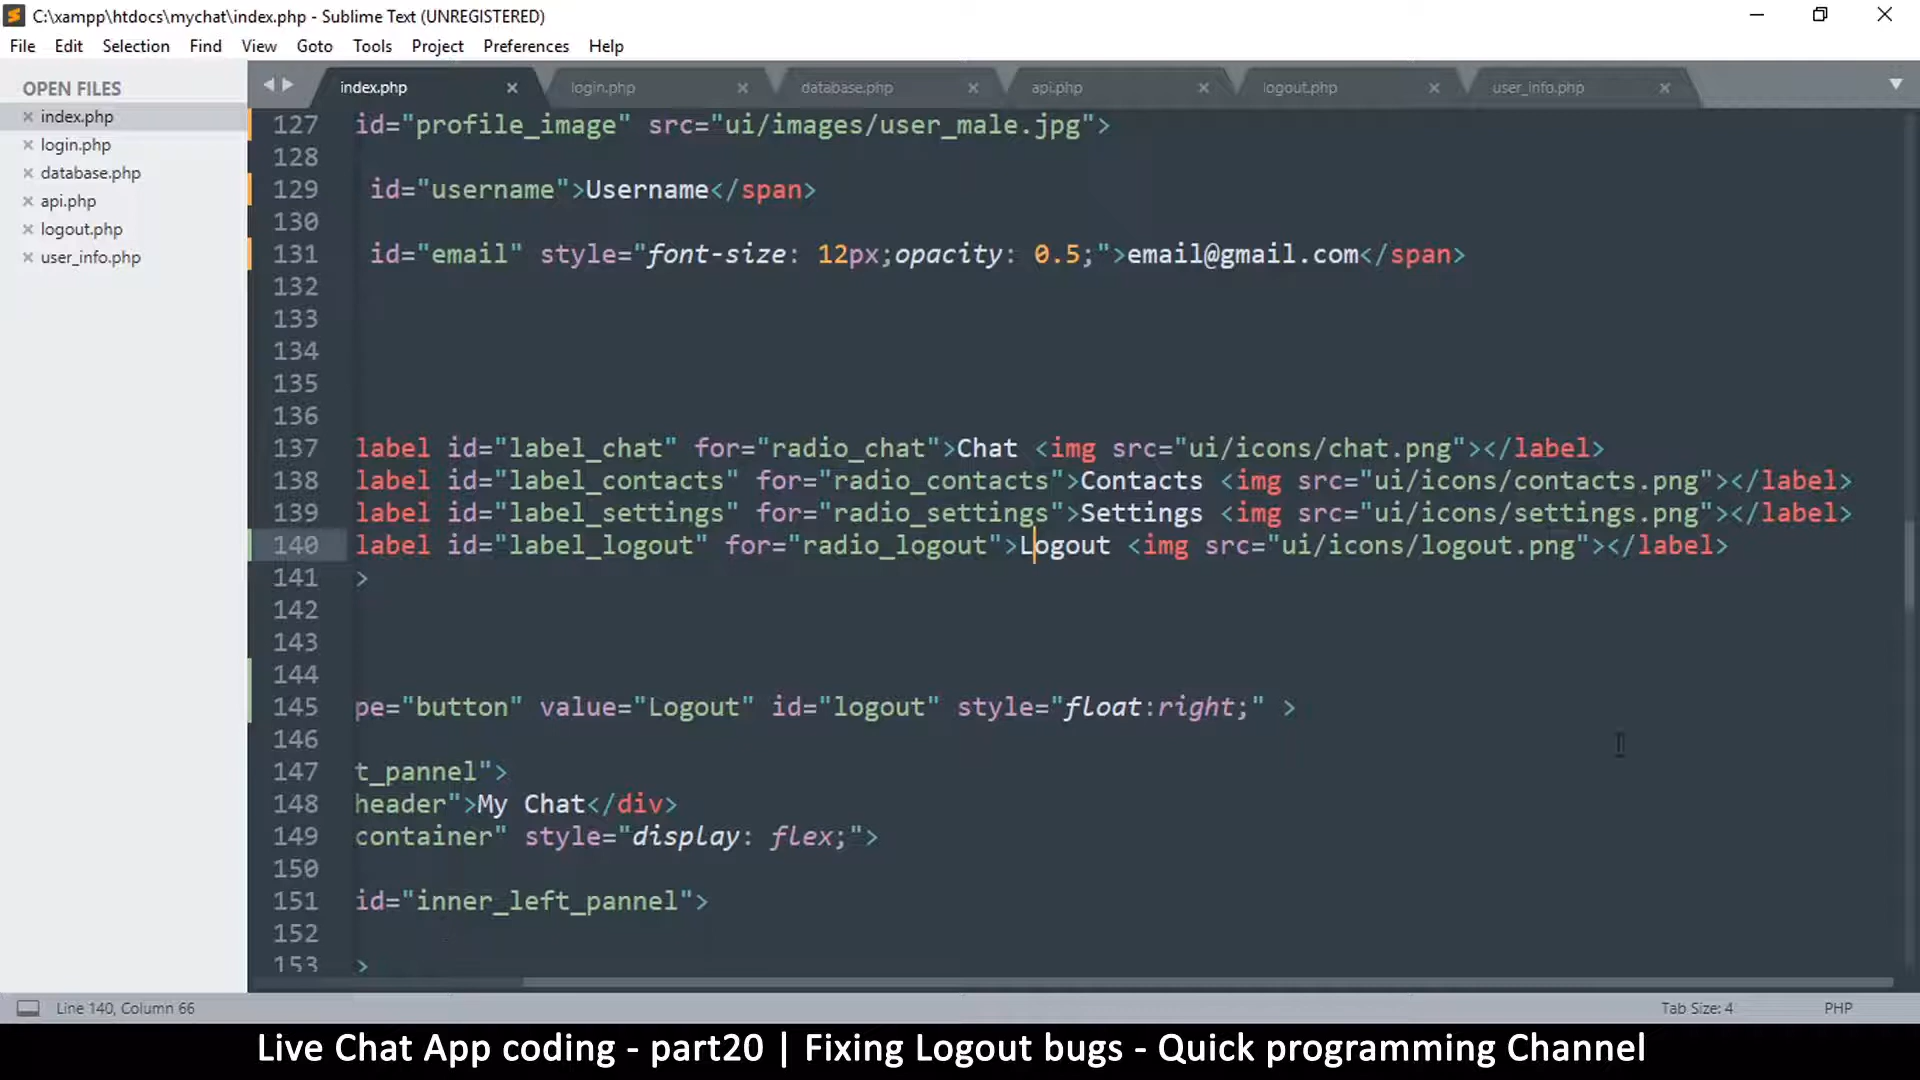 C:\xampp\htdocs\mychat\index.php - Sublime Text (UNREGISTERED)
File Edit Selection Find View Goto Tools Project Preferences Help
OPEN FILES
index.php
login.php
database.php
api.php
logout.php
user_info.php
index.php login.php database.php api.php logout.php user_info.php
127 id="profile_image" src="ui/images/user_male.jpg">
128
129 id="username">Username</span>
130
131 id="email" style="font-size: 12px;opacity: 0.5;">email@gmail.com</span>
132
133
134
135
136
137 label id="label_chat" for="radio_chat">Chat <img src="ui/icons/chat.png"></label>
138 label id="label_contacts" for="radio_contacts">Contacts <img src="ui/icons/contacts.png"></label>
139 label id="label_settings" for="radio_settings">Settings <img src="ui/icons/settings.png"></label>
140 label id="label_logout" for="radio_logout">Logout <img src="ui/icons/logout.png"></label>
141 >
142
143
144
145 pe="button" value="Logout" id="logout" style="float:right;" >
146
147 t_pannel">
148 header">My Chat</div>
149 container" style="display: flex;">
150
151 id="inner_left_pannel">
152
153 >
Line 140, Column 66
Tab Size: 4
PHP
Live Chat App coding - part20 | Fixing Logout bugs - Quick programming Channel